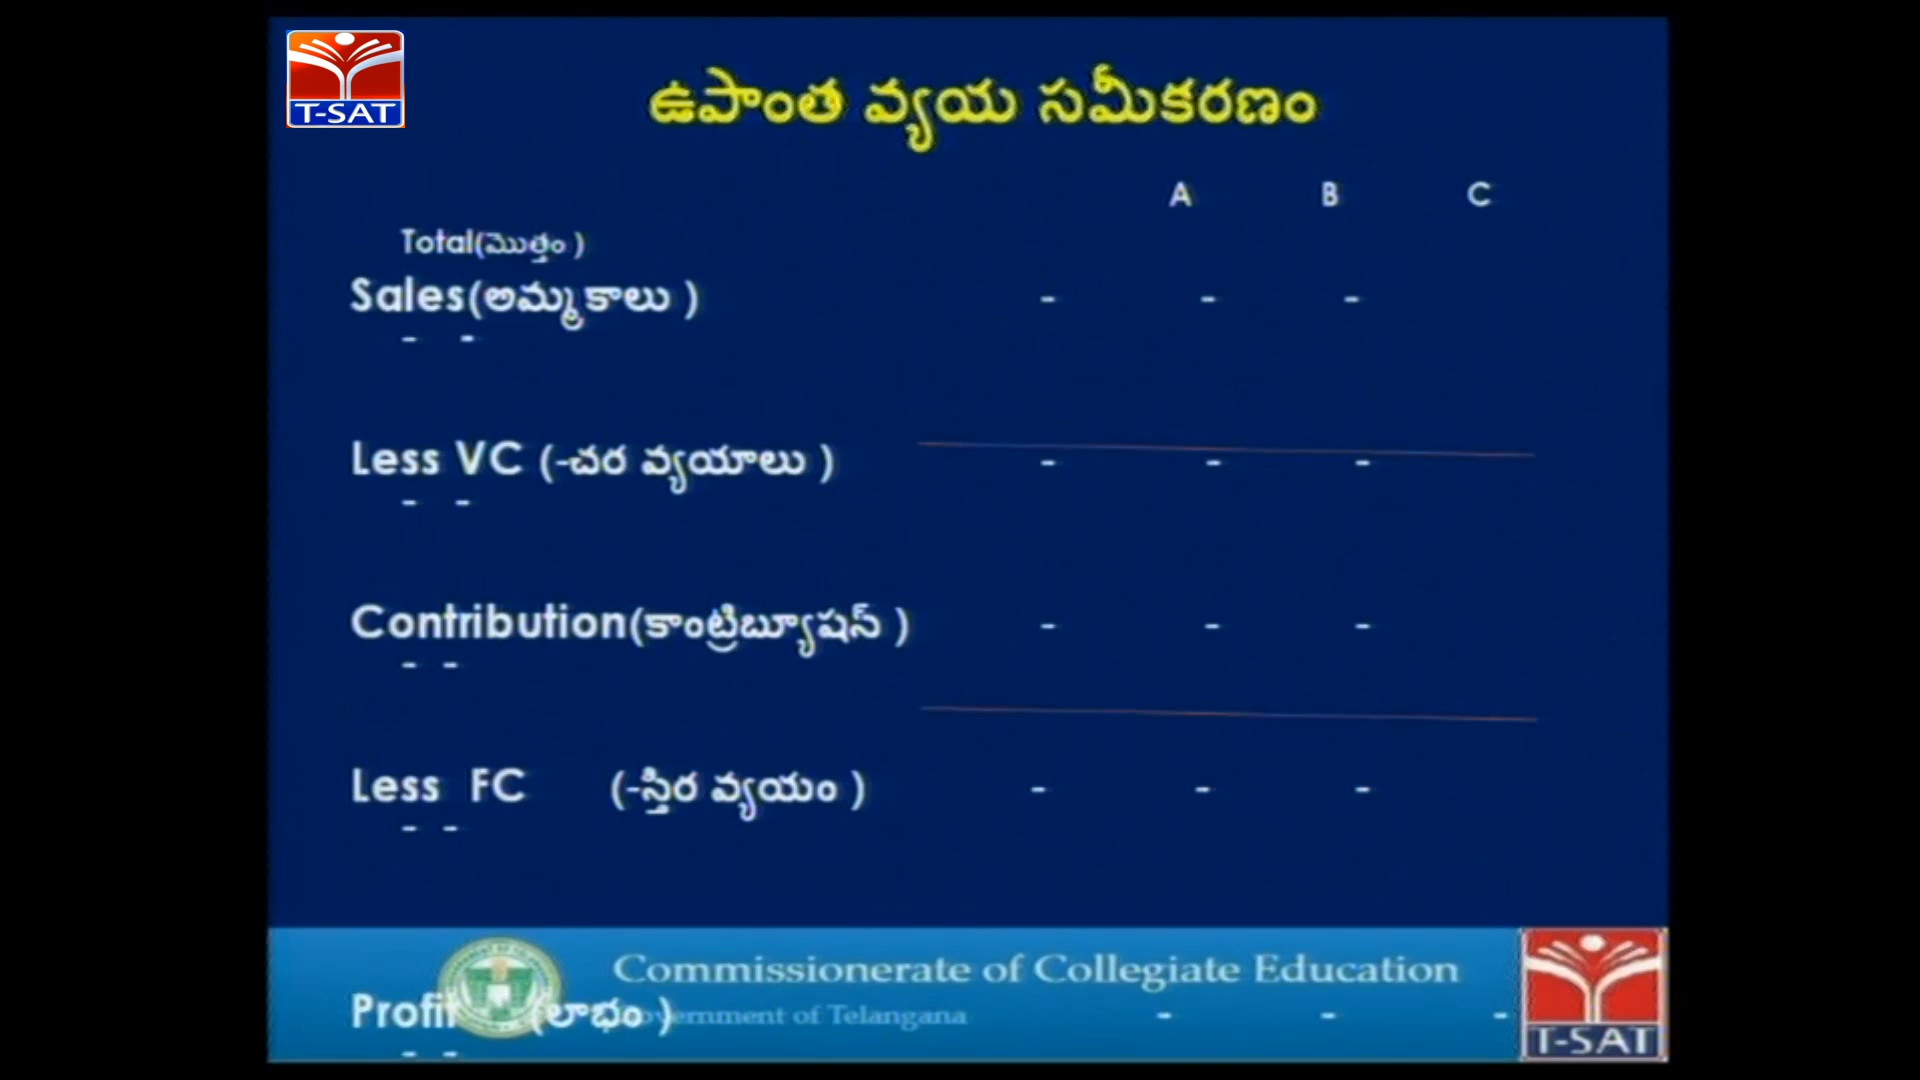 T-SAT
ఉపాంత వ్యయ సమీకరణం
A B C
Total(మొత్తం )
Sales(అమ్మకాలు ) - - -
- -
Less VC (-చర వ్యయాలు ) - - -
- -
Contribution(కాంట్రిబ్యూషన్ ) - - -
- -
Less FC (-స్తిర వ్యయం ) - - -
- -
Commissionerate of Collegiate Education
Profit (లాభం ) - - -
Government of Telangana
- -
T-SAT